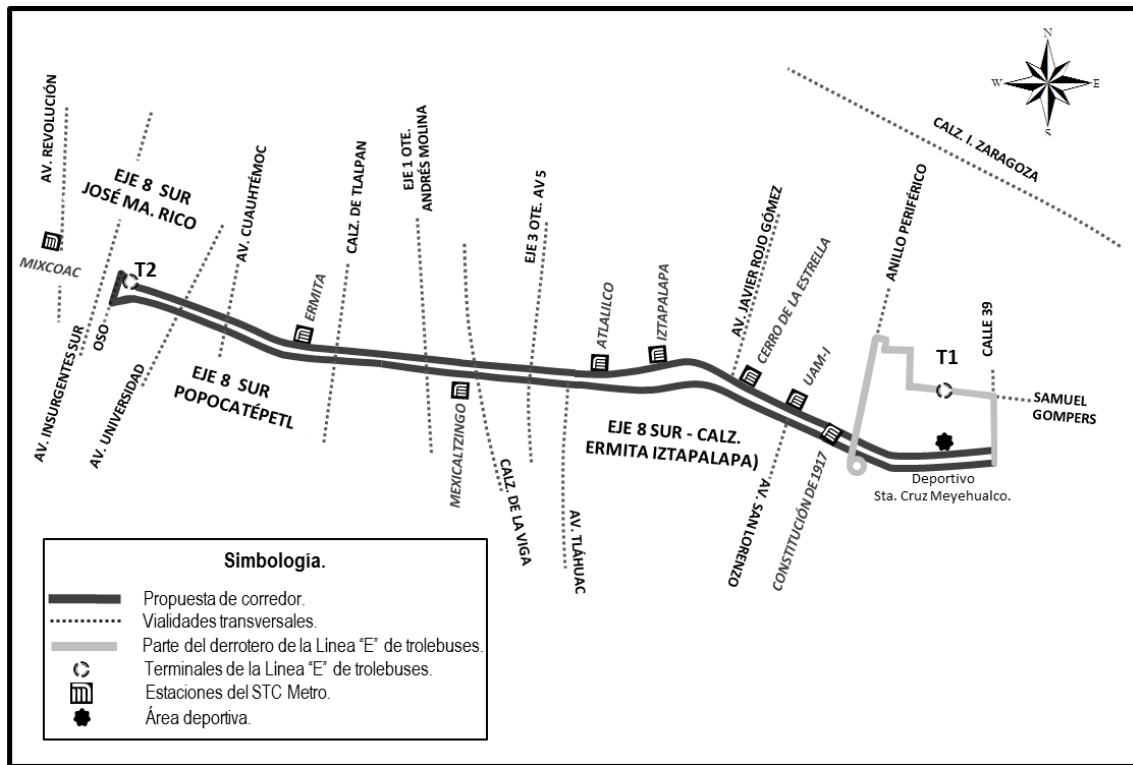 N
W
E
S
CALZ. I. ZARAGOZA
AV. REVOLUCIÓN
EJE 8 SUR
JOSÉ MA. RICO
AV. CUAUHTÉMOC
CALZ. DE TLALPAN
EJE 1 OTE.
ANDRÉS MOLINA
EJE 3 OTE. AV 5
AV. JAVIER ROJO GÓMEZ
ANILLO PERIFÉRICO
MIXCOAC
T2
ERMITA
ATLALILCO
IZTAPALAPA
CERRO DE LA ESTRELLA
UAM-I
T1
CALLE 39
SAMUEL
GOMPERS
AV. INSURGENTES SUR
OSO
AV. UNIVERSIDAD
EJE 8 SUR
POPOCATÉPETL
MEXICALTZINGO
CALZ. DE LA VIGA
AV. TLÁHUAC
EJE 8 SUR - CALZ.
ERMITA IZTAPALAPA)
AV. SAN LORENZO
CONSTITUCIÓN DE 1917
Deportivo
Sta. Cruz Meyehualco.
Simbología.
Propuesta de corredor.
Vialidades transversales.
Parte del derrotero de la Línea “E” de trolebuses.
Terminales de la Linea “E” de trolebuses.
Estaciones del STC Metro.
Área deportiva.